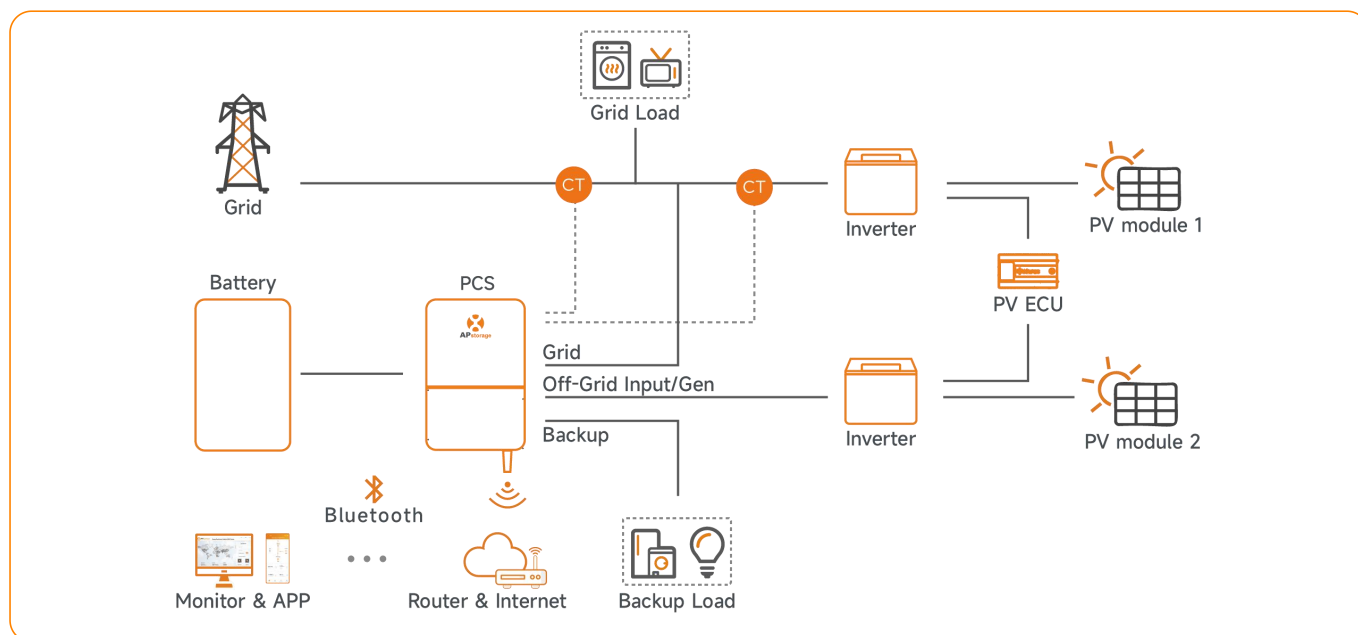 Grid Load
CT
CT
Grid
Inverter
PV module 1
Battery
PCS
APstorage
PV ECU
Grid
Off-Grid Input/Gen
Backup
Inverter
PV module 2
Bluetooth
Monitor & APP
Router & Internet
Backup Load